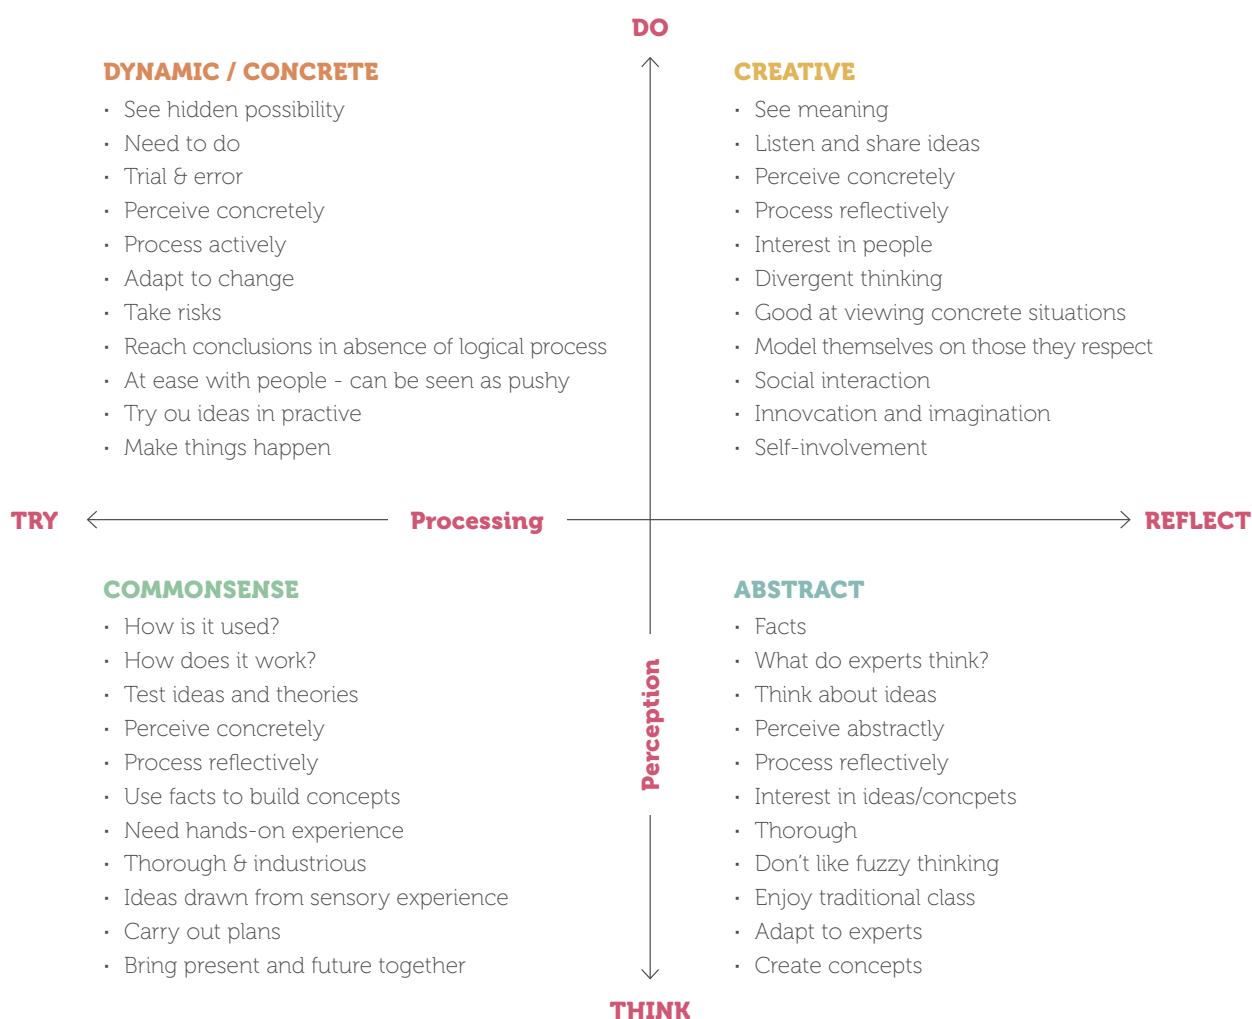 DO
DYNAMIC / CONCRETE
· See hidden possibility
· Need to do
· Trial & error
· Perceive concretely
· Process actively
· Adapt to change
· Take risks
· Reach conclusions in absence of logical process
· At ease with people - can be seen as pushy
· Try ou ideas in practive
· Make things happen
CREATIVE
· See meaning
· Listen and share ideas
· Perceive concretely
· Process reflectively
· Interest in people
· Divergent thinking
· Good at viewing concrete situations
· Model themselves on those they respect
· Social interaction
· Innovcation and imagination
· Self-involvement
TRY
Processing
REFLECT
COMMONSENSE
· How is it used?
· How does it work?
· Test ideas and theories
· Perceive concretely
· Process reflectively
· Use facts to build concepts
· Need hands-on experience
· Thorough & industrious
· Ideas drawn from sensory experience
· Carry out plans
· Bring present and future together
Perception
ABSTRACT
· Facts
· What do experts think?
· Think about ideas
· Perceive abstractly
· Process reflectively
· Interest in ideas/concpets
· Thorough
· Don't like fuzzy thinking
· Enjoy traditional class
· Adapt to experts
· Create concepts
THINK